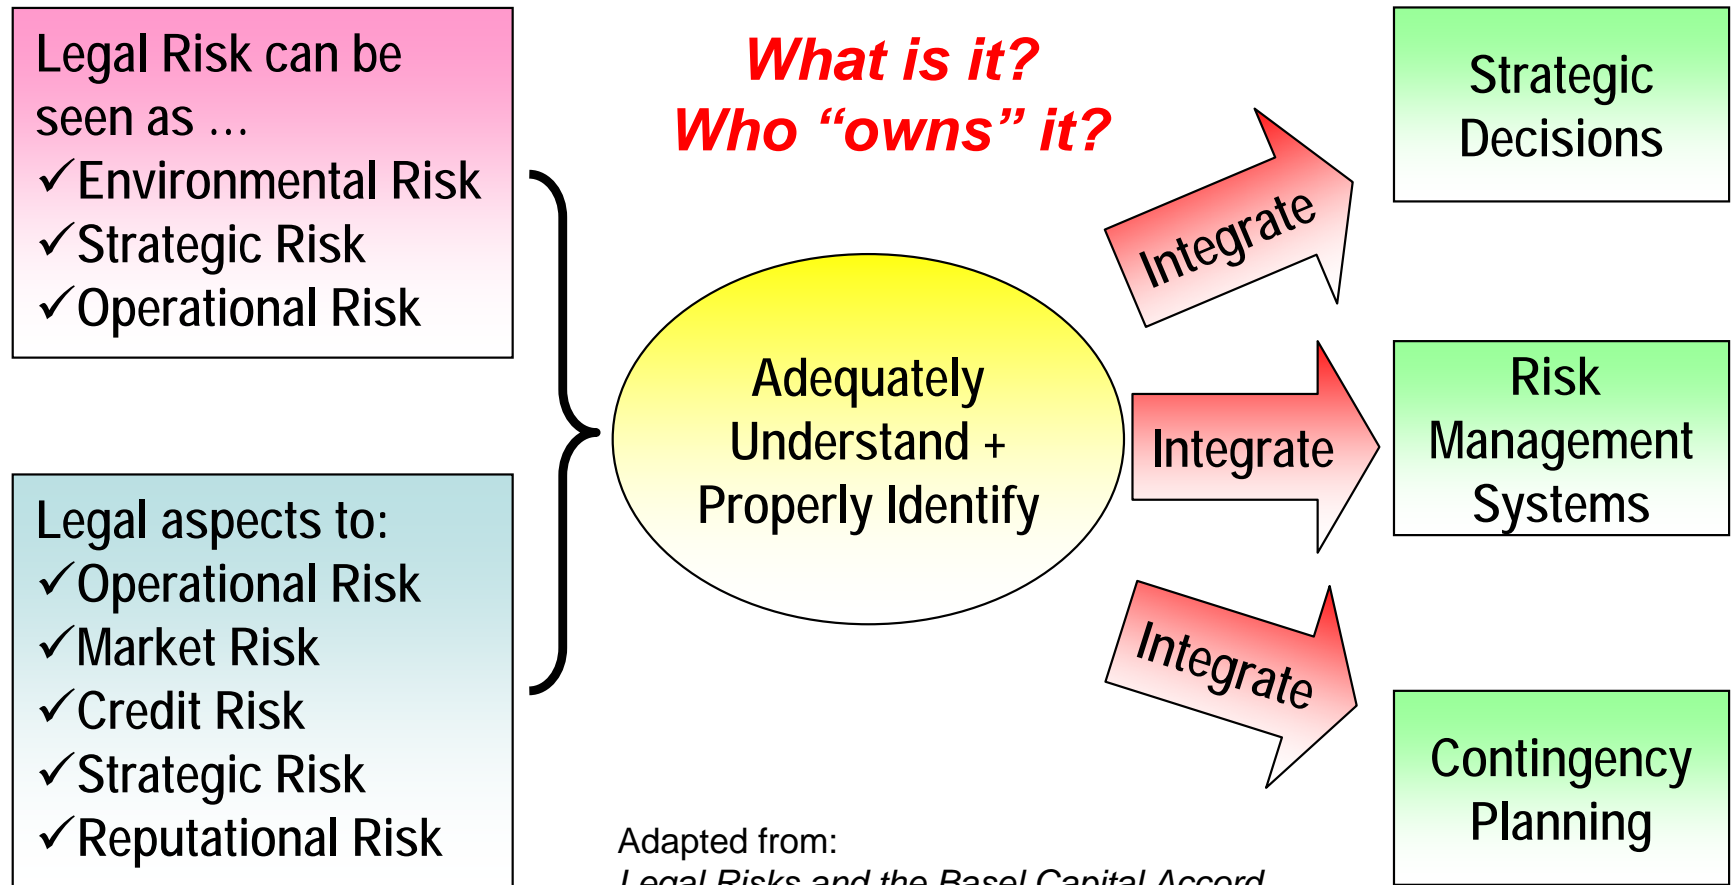 Legal Risk can be
seen as ...
✓Environmental Risk
✓Strategic Risk
✓Operational Risk
Legal aspects to:
✓Operational Risk
✓Market Risk
✓Credit Risk
✓Strategic Risk
✓Reputational Risk
What is it?
Who “owns” it?
Adequately
Understand +
Properly Identify
Adapted from:
Legal Risks and the Basel Capital Accord
Integrate
Integrate
Integrate
Strategic
Decisions
Risk
Management
Systems
Contingency
Planning